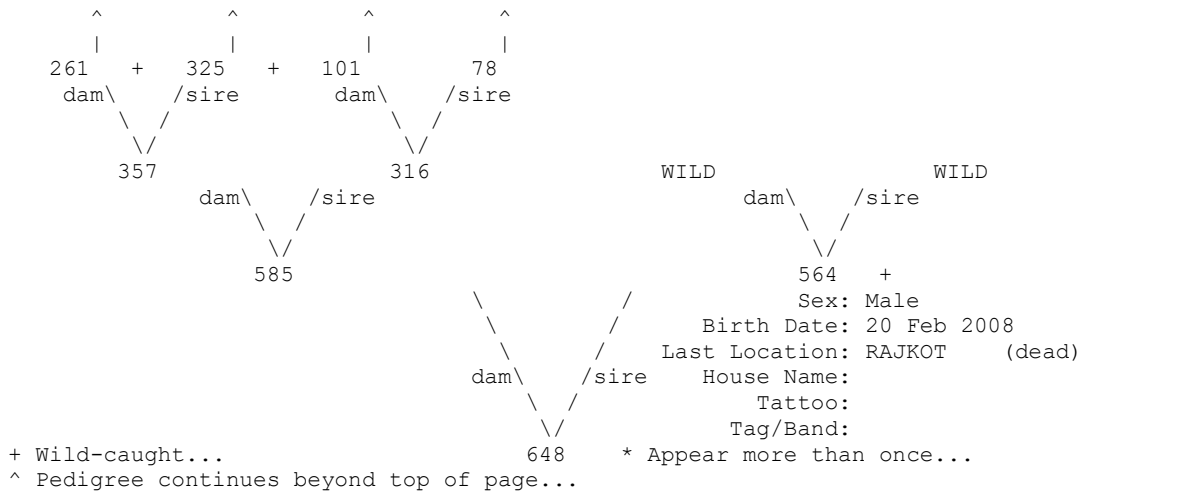 ^ ^ ^ ^
| | | |
261 + 325 + 101 78
dam\ /sire dam\ /sire
\ / \ /
\/ \/
357 316 WILD WILD
dam\ /sire dam\ /sire
\ / \ /
\/ \/
585 564 +
\ / Sex: Male
\ / Birth Date: 20 Feb 2008
\ / Last Location: RAJKOT (dead)
dam\ /sire House Name:
\ / Tattoo:
\/ Tag/Band:
+ Wild-caught... 648 * Appear more than once...
^ Pedigree continues beyond top of page...